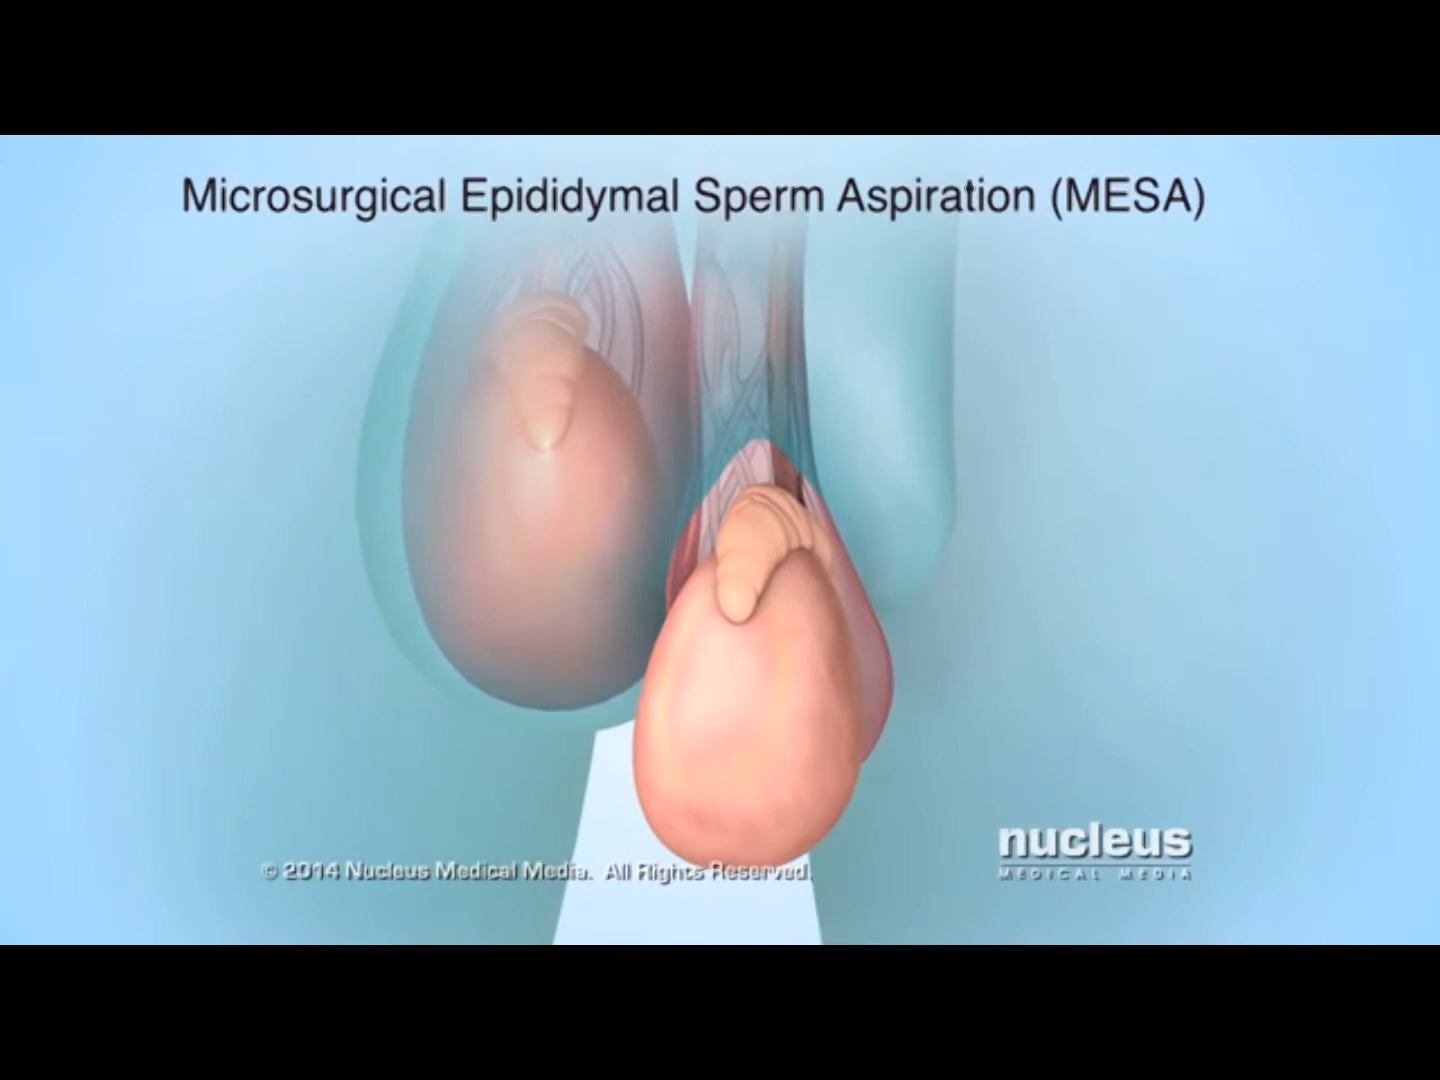 Microsurgical Epididymal Sperm Aspiration (MESA)
nucleus
MEDICAL MEDIA
© 2014 Nucleus Medical Media. All Rights Reserved.